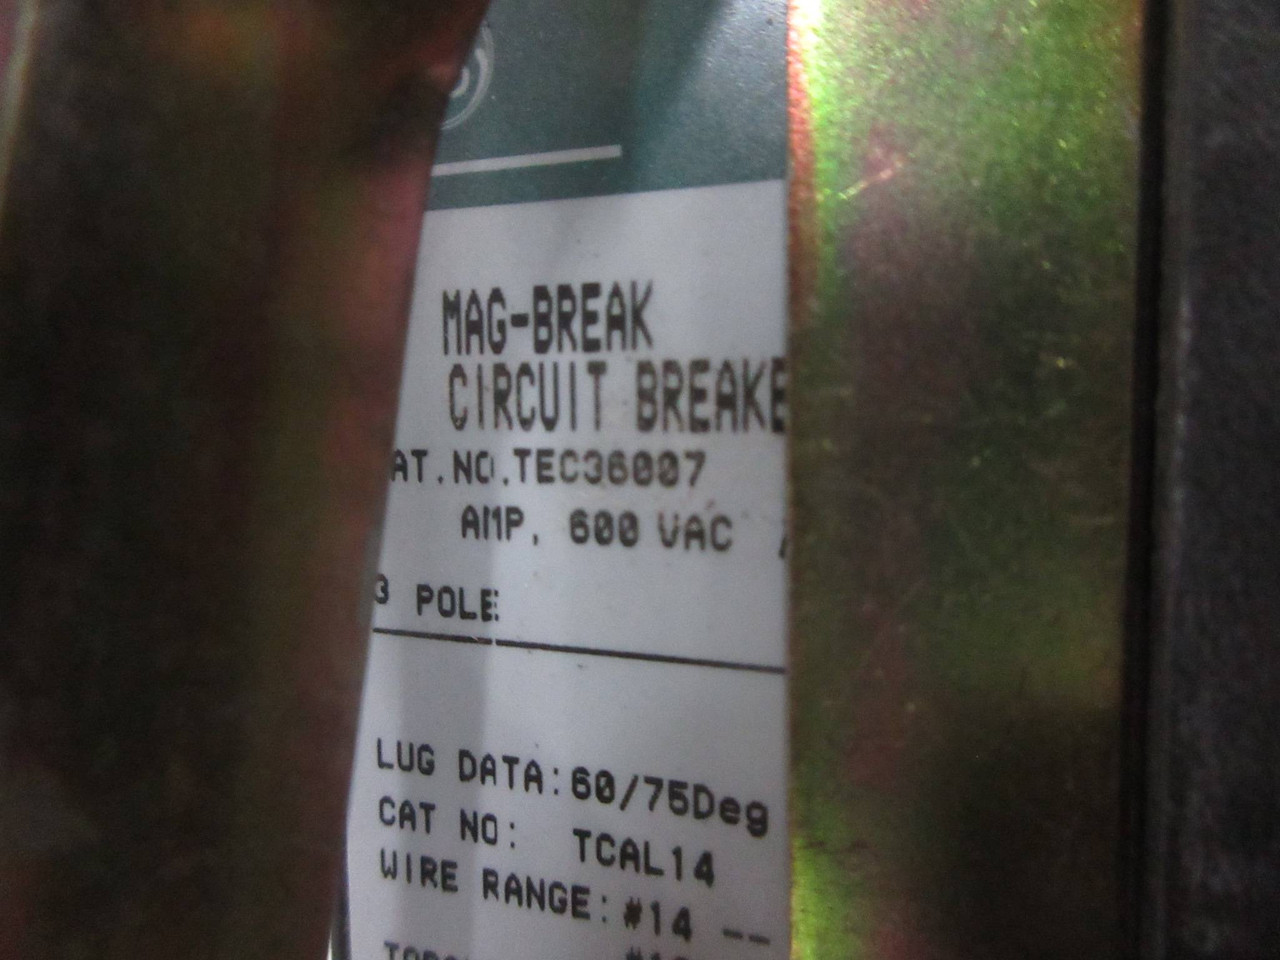 MAG-BREAK
CIRCUIT BREAKE
AT.NO.TEC36007
AMP. 600 VAC
3 POLE
LUG DATA:60/75Deg
CAT NO: TCAL14
WIRE RANGE:#14 --